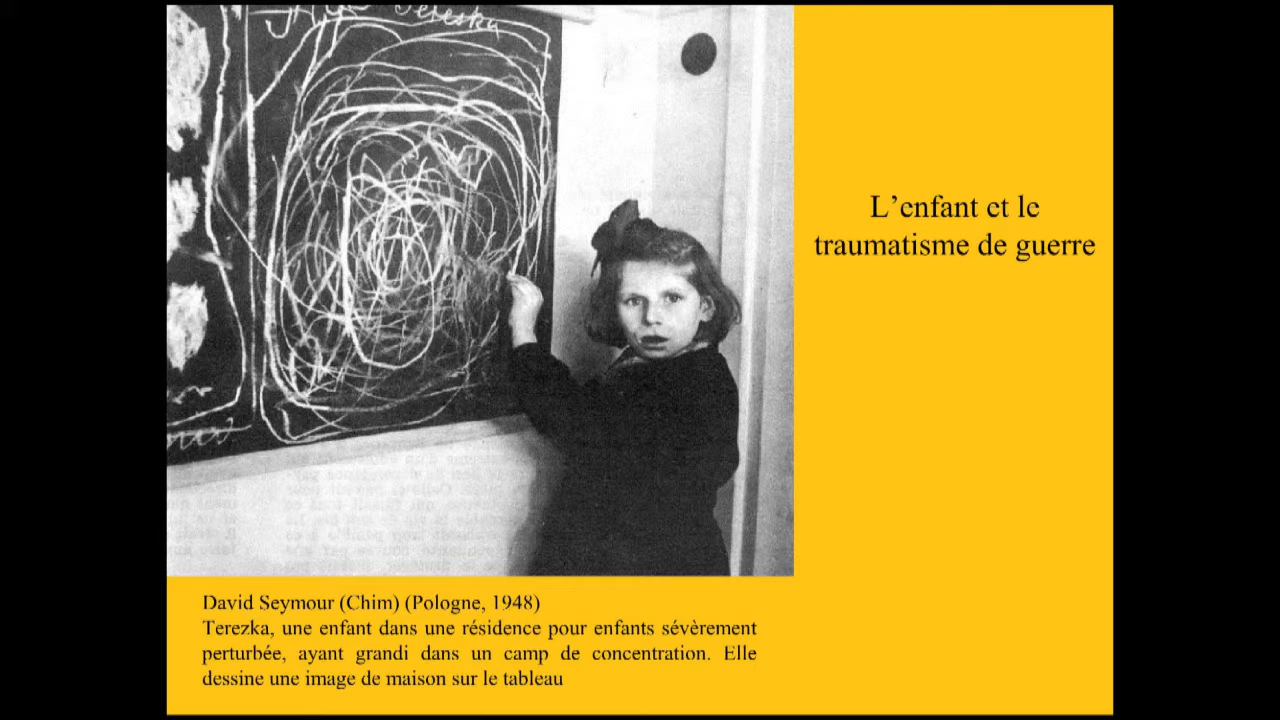 Tereska
L'enfant et le
traumatisme de guerre
David Seymour (Chim) (Pologne, 1948)
Terezka, une enfant dans une résidence pour enfants sévèrement
perturbée, ayant grandi dans un camp de concentration. Elle
dessine une image de maison sur le tableau